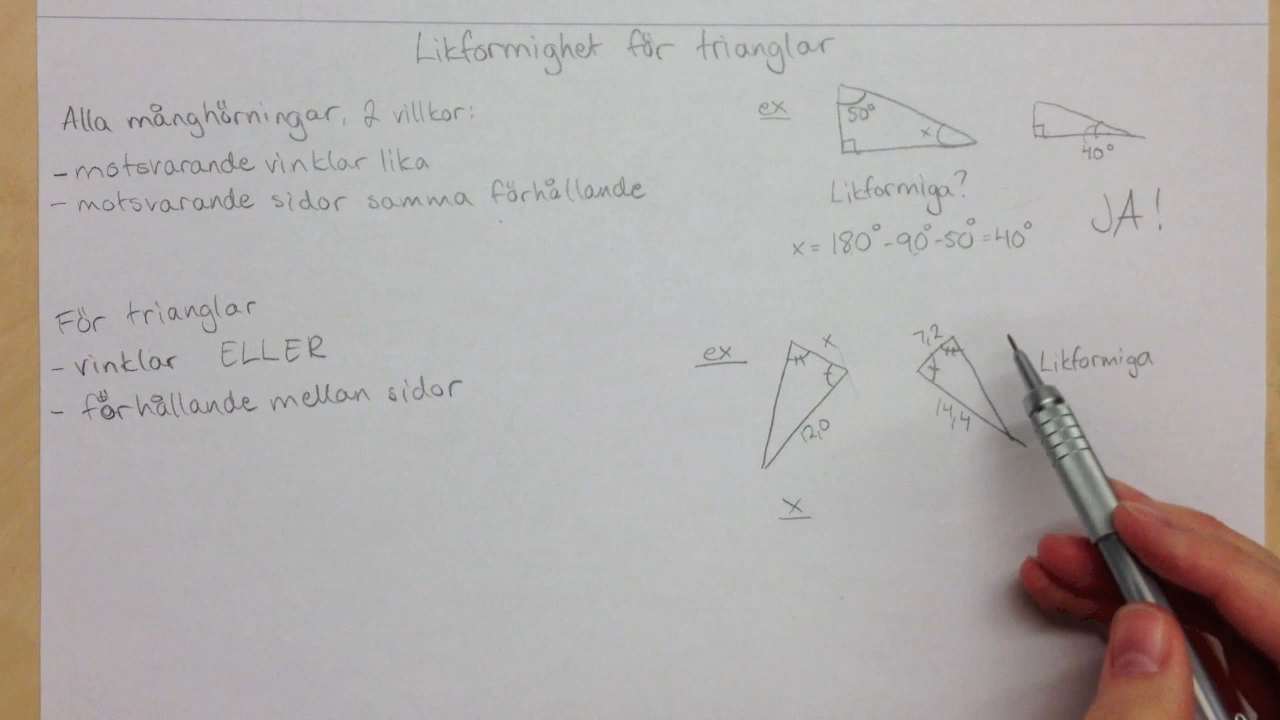 Likformighet för trianglar
Alla månghörningar, 2 villkor:
- motsvarande vinklar lika
- motsvarande sidor samma förhållande
För trianglar
- vinklar ELLER
- förhållande mellan sidor
ex
50°
x
40°
Likformiga?
x = 180° - 90° - 50° = 40°
JA!
ex
x
12,0
7,2
14,4
Likformiga
x